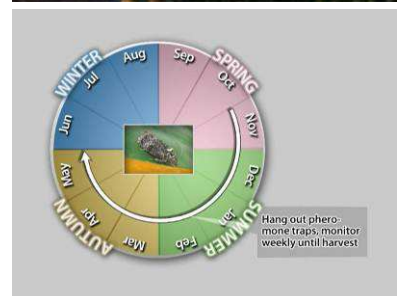 WINTER
SPRING
SUMMER
AUTUMN
Jul
Aug
Sep
Oct
Nov
Dec
Jan
Feb
Mar
Apr
May
Jun
Hang out phero-
mone traps, monitor
weekly until harvest